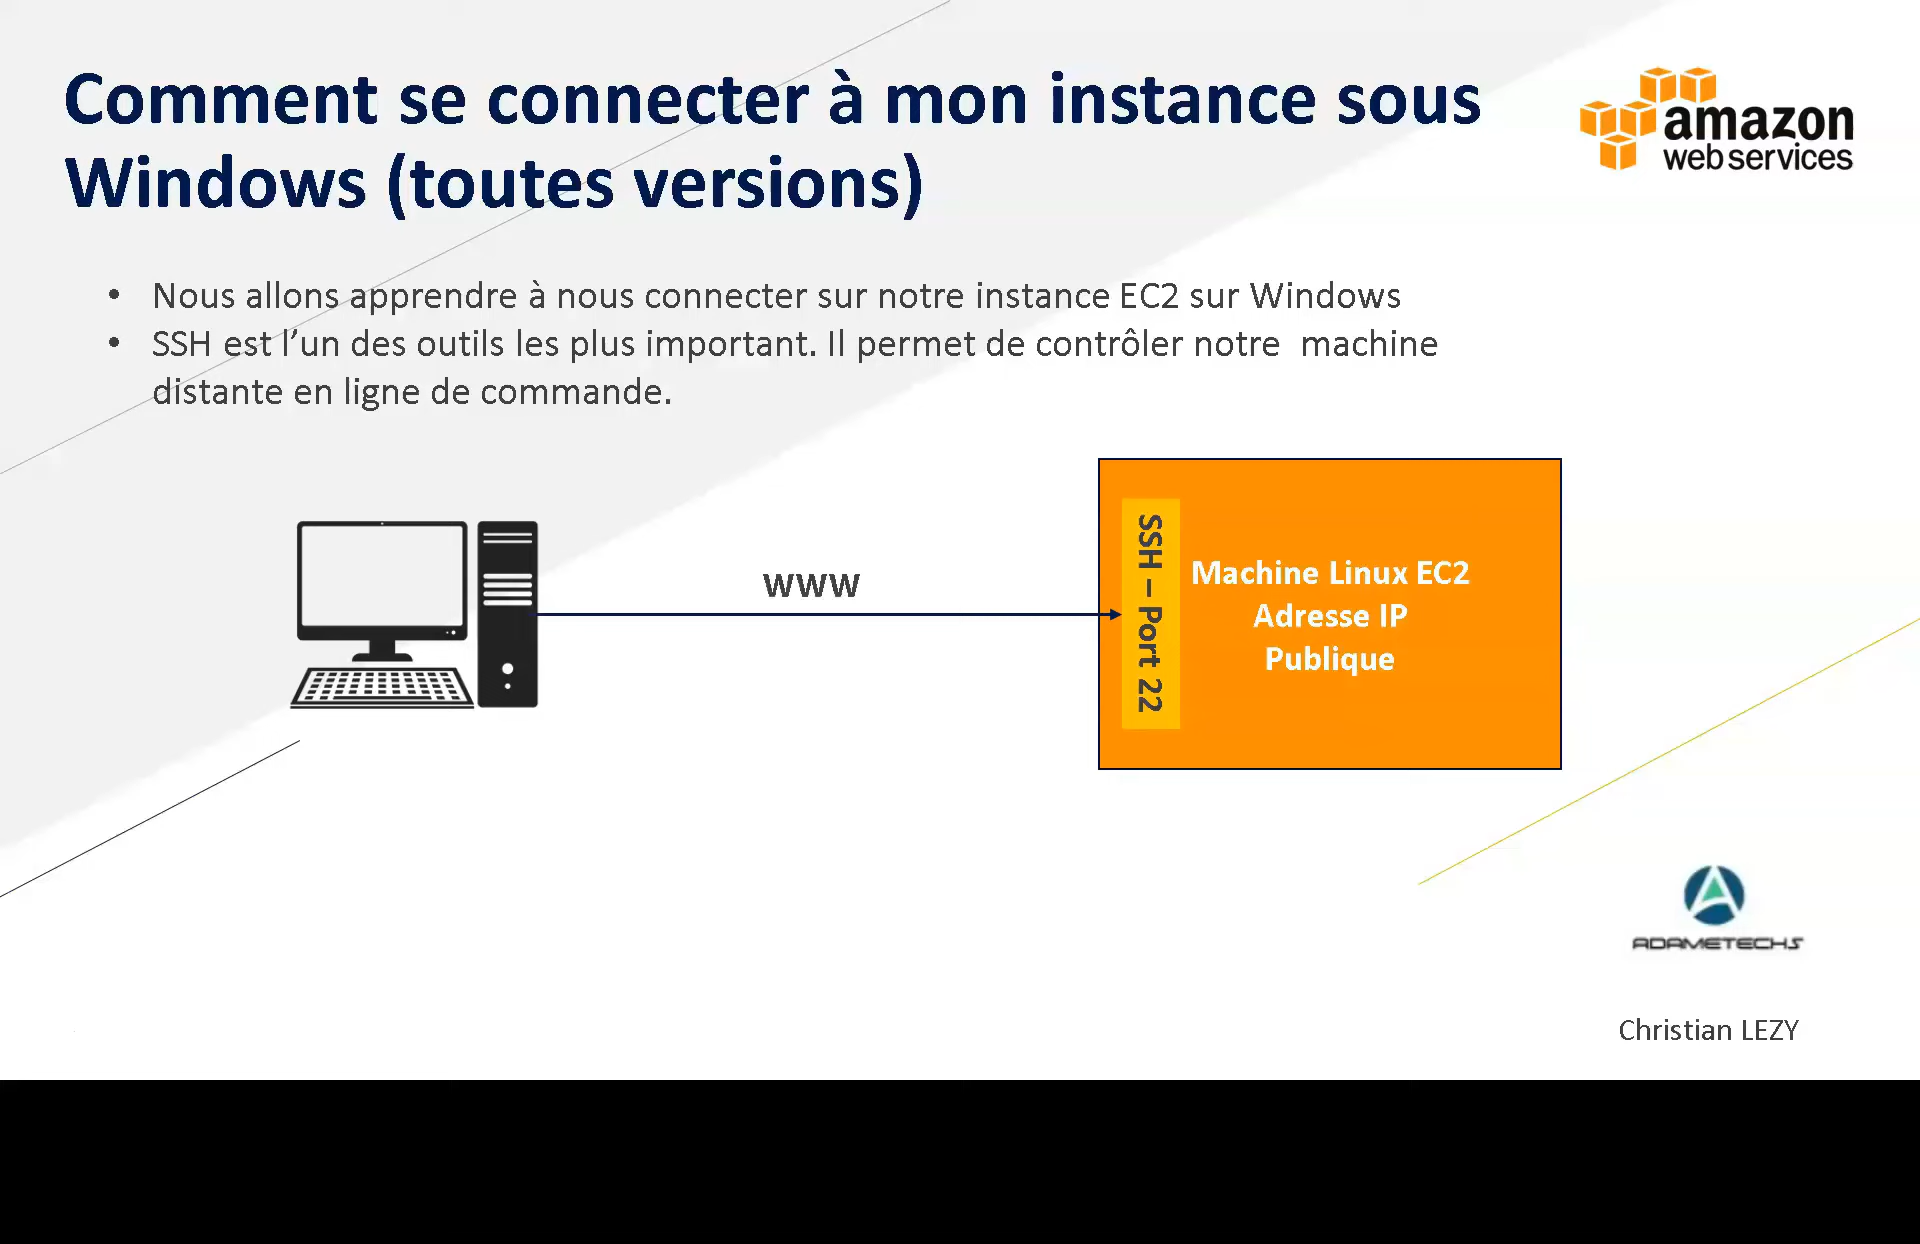 Comment se connecter à mon instance sous
Windows (toutes versions)
amazon
web services
• Nous allons apprendre à nous connecter sur notre instance EC2 sur Windows
• SSH est l’un des outils les plus important. Il permet de contrôler notre  machine
distante en ligne de commande.
WWW
SSH – Port 22
Machine Linux EC2
Adresse IP
Publique
ADAMETECHS
Christian LEZY